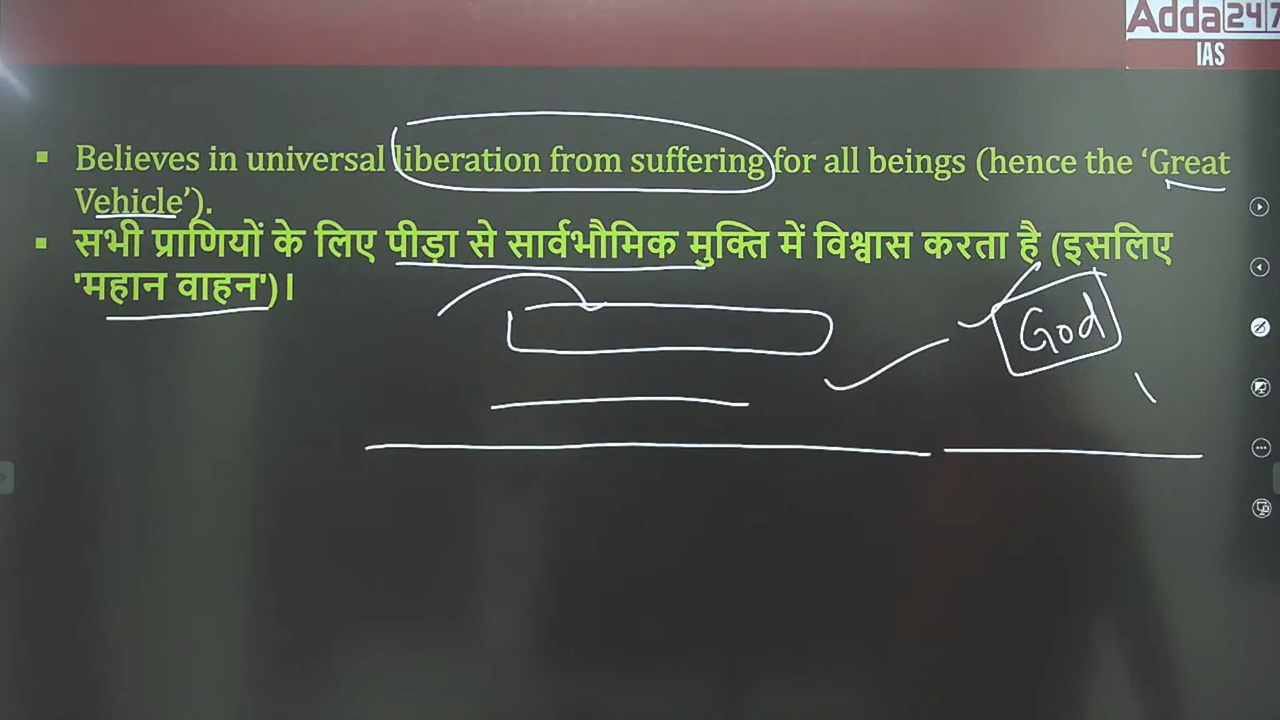 Adda247
IAS
▪ Believes in universal liberation from suffering for all beings (hence the ‘Great
Vehicle’).
▪ सभी प्राणियों के लिए पीड़ा से सार्वभौमिक मुक्ति में विश्वास करता है (इसलिए
'महान वाहन')।
God